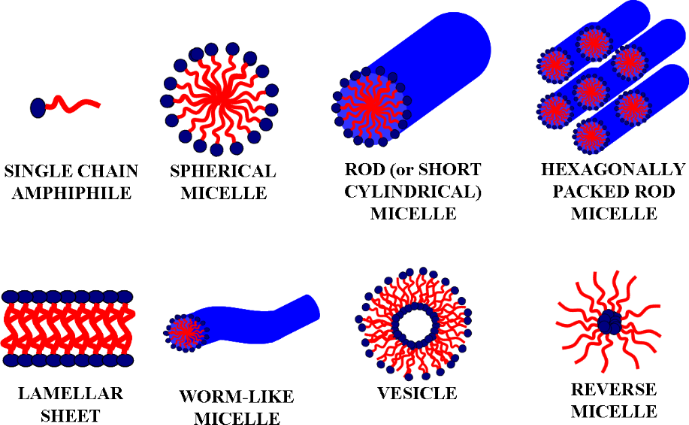 SINGLE CHAIN
AMPHIPHILE
SPHERICAL
MICELLE
ROD (or SHORT
CYLINDRICAL)
MICELLE
HEXAGONALLY
PACKED ROD
MICELLE
LAMELLAR
SHEET
WORM-LIKE
MICELLE
VESICLE
REVERSE
MICELLE